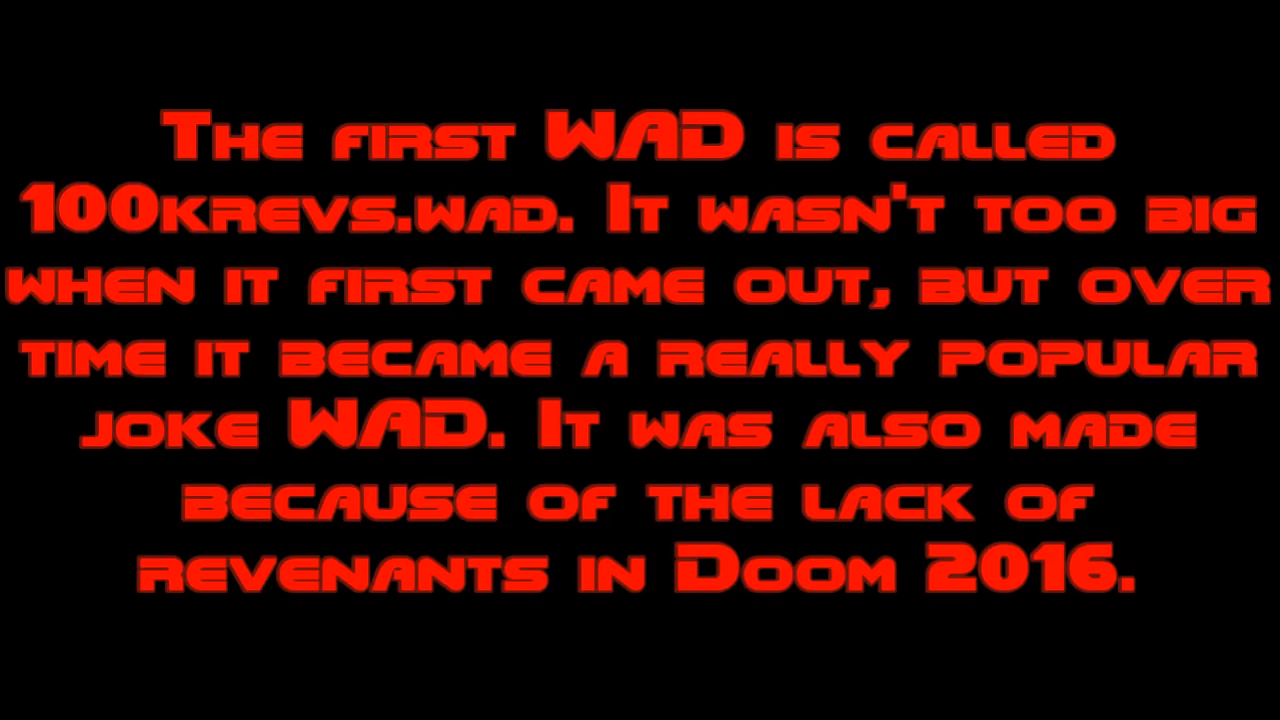 The first WAD is called
100krevs.wad. It wasn't too big
when it first came out, but over
time it became a really popular
joke WAD. It was also made
because of the lack of
revenants in Doom 2016.